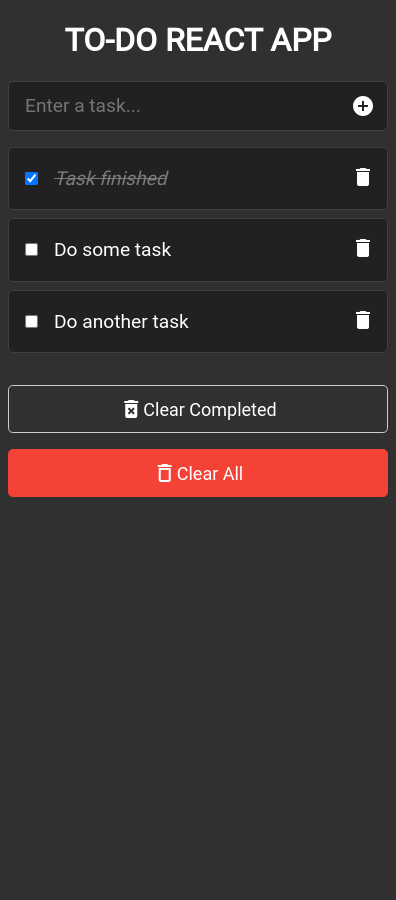 TO-DO REACT APP
Enter a task...
Task finished
Do some task
Do another task
Clear Completed
Clear All